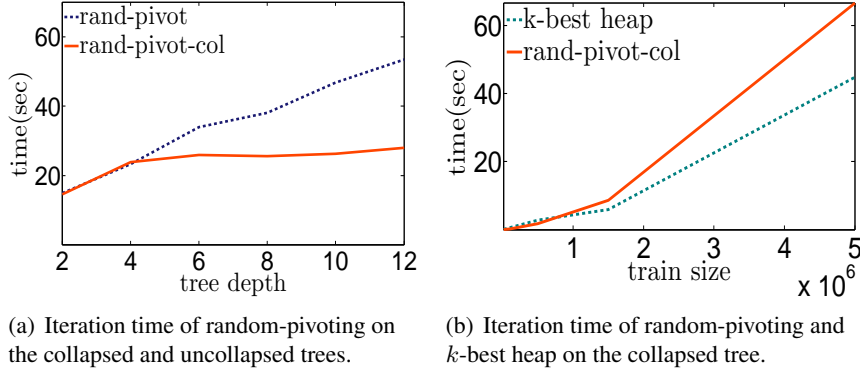 60
40
20
time(sec)
rand-pivot
rand-pivot-col
2 4 6 8 10 12
tree depth
60
40
20
time(sec)
k-best heap
rand-pivot-col
1 2 3 4 5
train size
x 10^6
(a) Iteration time of random-pivoting on
the collapsed and uncollapsed trees.
(b) Iteration time of random-pivoting and
k-best heap on the collapsed tree.